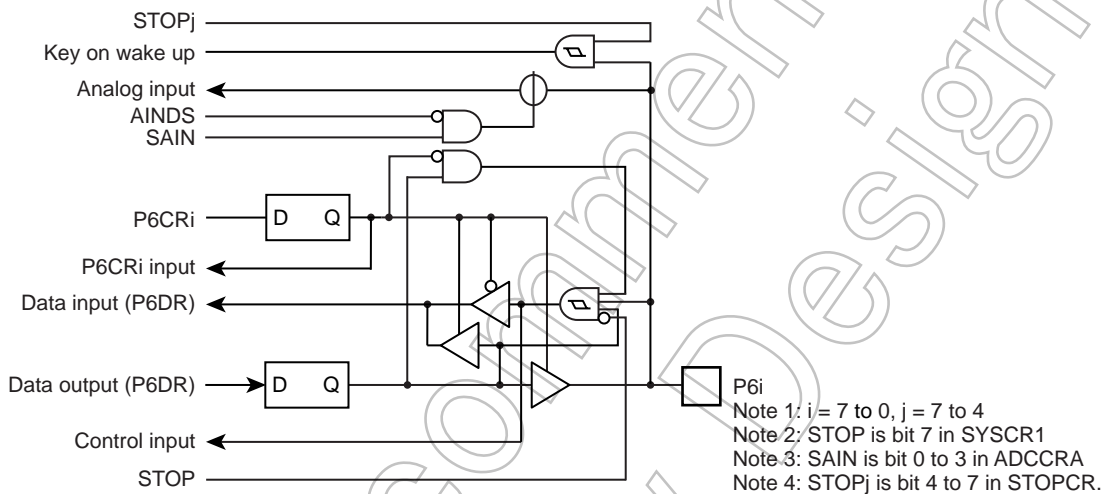 STOPj
Key on wake up
Analog input
AINDS
SAIN
P6CRi
D Q
P6CRi input
Data input (P6DR)
Data output (P6DR)
D Q
Control input
STOP
P6i
Note 1: i = 7 to 0, j = 7 to 4
Note 2: STOP is bit 7 in SYSCR1
Note 3: SAIN is bit 0 to 3 in ADCCRA
Note 4: STOPj is bit 4 to 7 in STOPCR.